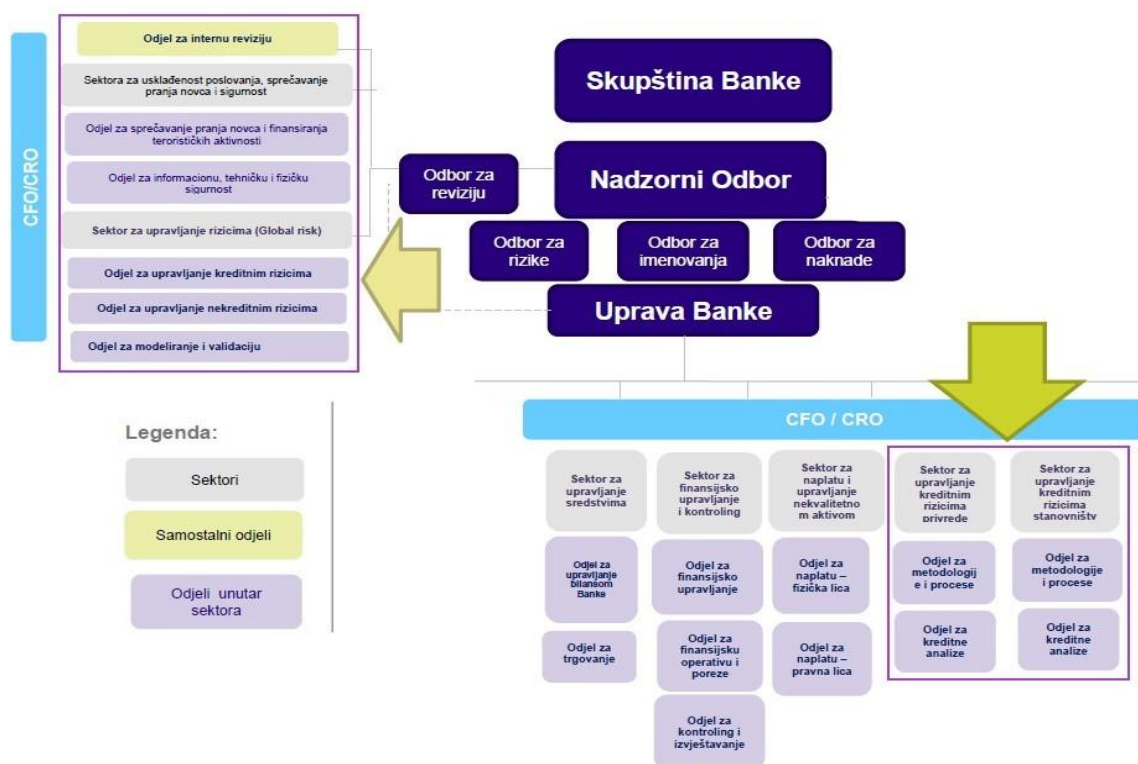 CFO/CRO
Odjel za internu reviziju
Sektora za usklađenost poslovanja, sprečavanje
pranja novca i sigurnost
Odjel za sprečavanje pranja novca i finansiranja
terorističkih aktivnosti
Odjel za informacionu, tehničku i fizičku
sigurnost
Sektor za upravljanje rizicima (Global risk)
Odjel za upravljanje kreditnim rizicima
Odjel za upravljanje nekreditnim rizicima
Odjel za modeliranje i validaciju
Skupština Banke
Odbor za
reviziju
Nadzorni Odbor
Odbor za
rizike
Odbor za
imenovanja
Odbor za
naknade
Uprava Banke
Legenda:
Sektori
Samostalni odjeli
Odjeli unutar
sektora
CFO / CRO
Sektor za
upravljanje
sredstvima
Odjel za
upravljanje
bilansom
Banke
Odjel za
trgovanje
Sektor za
finansijsko
upravljanje
i kontroling
Odjel za
finansijsko
upravljanje
Odjel za
finansijsku
operativu i
poreze
Odjel za
kontroling i
izvještavanje
Sektor za
naplatu i
upravljanje
nekvalitetno
m aktivom
Odjel za
naplatu –
fizička lica
Odjel za
naplatu –
pravna lica
Sektor za
upravljanje
kreditnim
rizicima
privrede
Odjel za
metodologij
e i procese
Odjel za
kreditne
analize
Sektor za
upravljanje
kreditnim
rizicima
stanovništv
Odjel za
metodologije
i procese
Odjel za
kreditne
analize